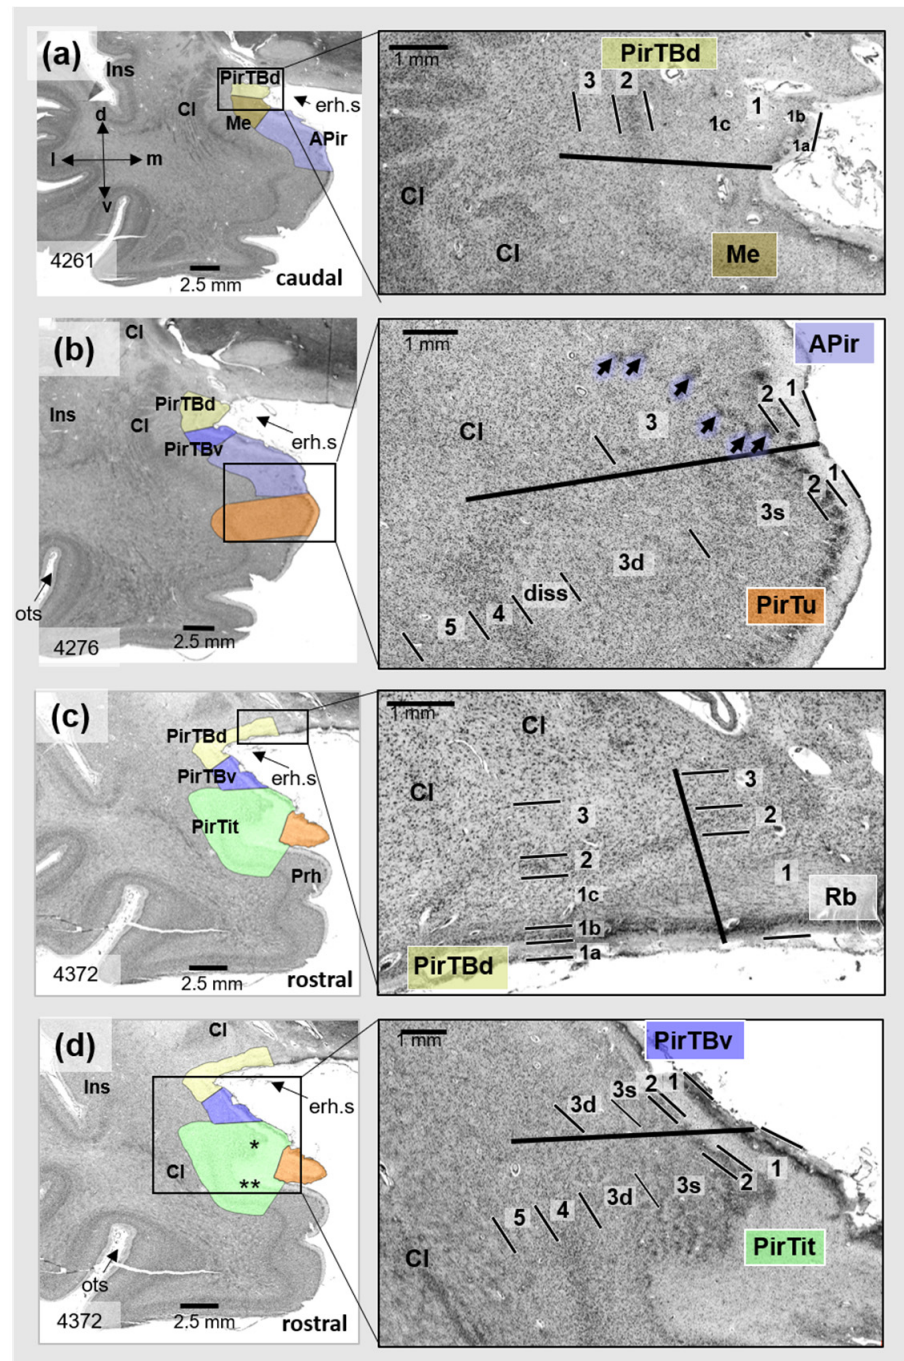 (a)
Ins
PirTBd
Cl
erh.s
Me
APir
d
l
m
v
4261
2.5 mm
caudal
1 mm
PirTBd
3
2
1
1b
1c
1a
Cl
Cl
Me
(b)
Cl
PirTBd
Ins
Cl
erh.s
PirTBv
ots
4276
2.5 mm
1 mm
APir
2
1
3
Cl
1
2
3s
3d
diss
4
5
PirTu
(c)
PirTBd
erh.s
PirTBv
PirTit
Prh
4372
2.5 mm
rostral
1 mm
Cl
Cl
3
3
2
2
1
1c
Rb
1b
1a
PirTBd
(d)
Cl
Ins
erh.s
*
Cl
**
ots
4372
2.5 mm
rostral
1 mm
PirTBv
1
2
3s
3d
1
2
3s
3d
4
5
Cl
PirTit